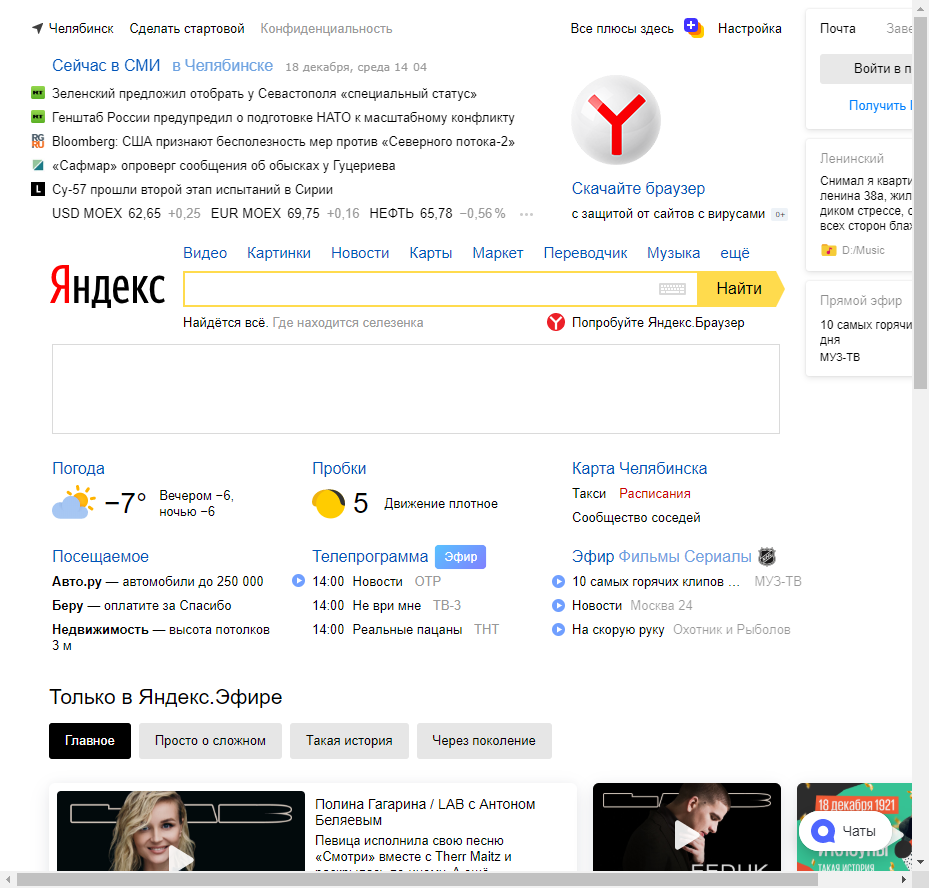 Челябинск Сделать стартовой Конфиденциальность Все плюсы здесь Настройка
Почта
Войти в п
Получить
Сейчас в СМИ в Челябинске 18 декабря, среда 14 04
Зеленский предложил отобрать у Севастополя «специальный статус»
Генштаб России предупредил о подготовке НАТО к масштабному конфликту
Bloomberg: США признают бесполезность мер против «Северного потока-2»
«Сафмар» опроверг сообщения об обысках у Гуцериева
Су-57 прошли второй этап испытаний в Сирии
USD MOEX 62,65 +0,25 EUR MOEX 69,75 +0,16 НЕФТЬ 65,78 −0,56 % •••
Скачайте браузер
с защитой от сайтов с вирусами 0+
Ленинский
Снимал я кварти
ленина 38а, жил
диком стрессе, с
всех сторон блах
D:/Music
Прямой эфир
10 самых горячи
дня
МУЗ-ТВ
Видео Картинки Новости Карты Маркет Переводчик Музыка ещё
Яндекс
Найти
Найдётся всё. Где находится селезенка
Попробуйте Яндекс.Браузер
Погода
−7° Вечером −6,
ночью −6
Пробки
5 Движение плотное
Карта Челябинска
Такси Расписания
Сообщество соседей
Посещаемое
Авто.ру — автомобили до 250 000
Беру — оплатите за Спасибо
Недвижимость — высота потолков
3 м
Телепрограмма Эфир
14:00 Новости ОТР
14:00 Не ври мне ТВ-3
14:00 Реальные пацаны ТНТ
Эфир Фильмы Сериалы
10 самых горячих клипов ... МУЗ-ТВ
Новости Москва 24
На скорую руку Охотник и Рыболов
Только в Яндекс.Эфире
Главное Просто о сложном Такая история Через поколение
LAB
Полина Гагарина / LAB с Антоном
Беляевым
Певица исполнила свою песню
«Смотри» вместе с Therr Maitz и
LAB
FEDUK
18 декабря 1921
ТАКАЯ ИСТОРИЯ
Чаты